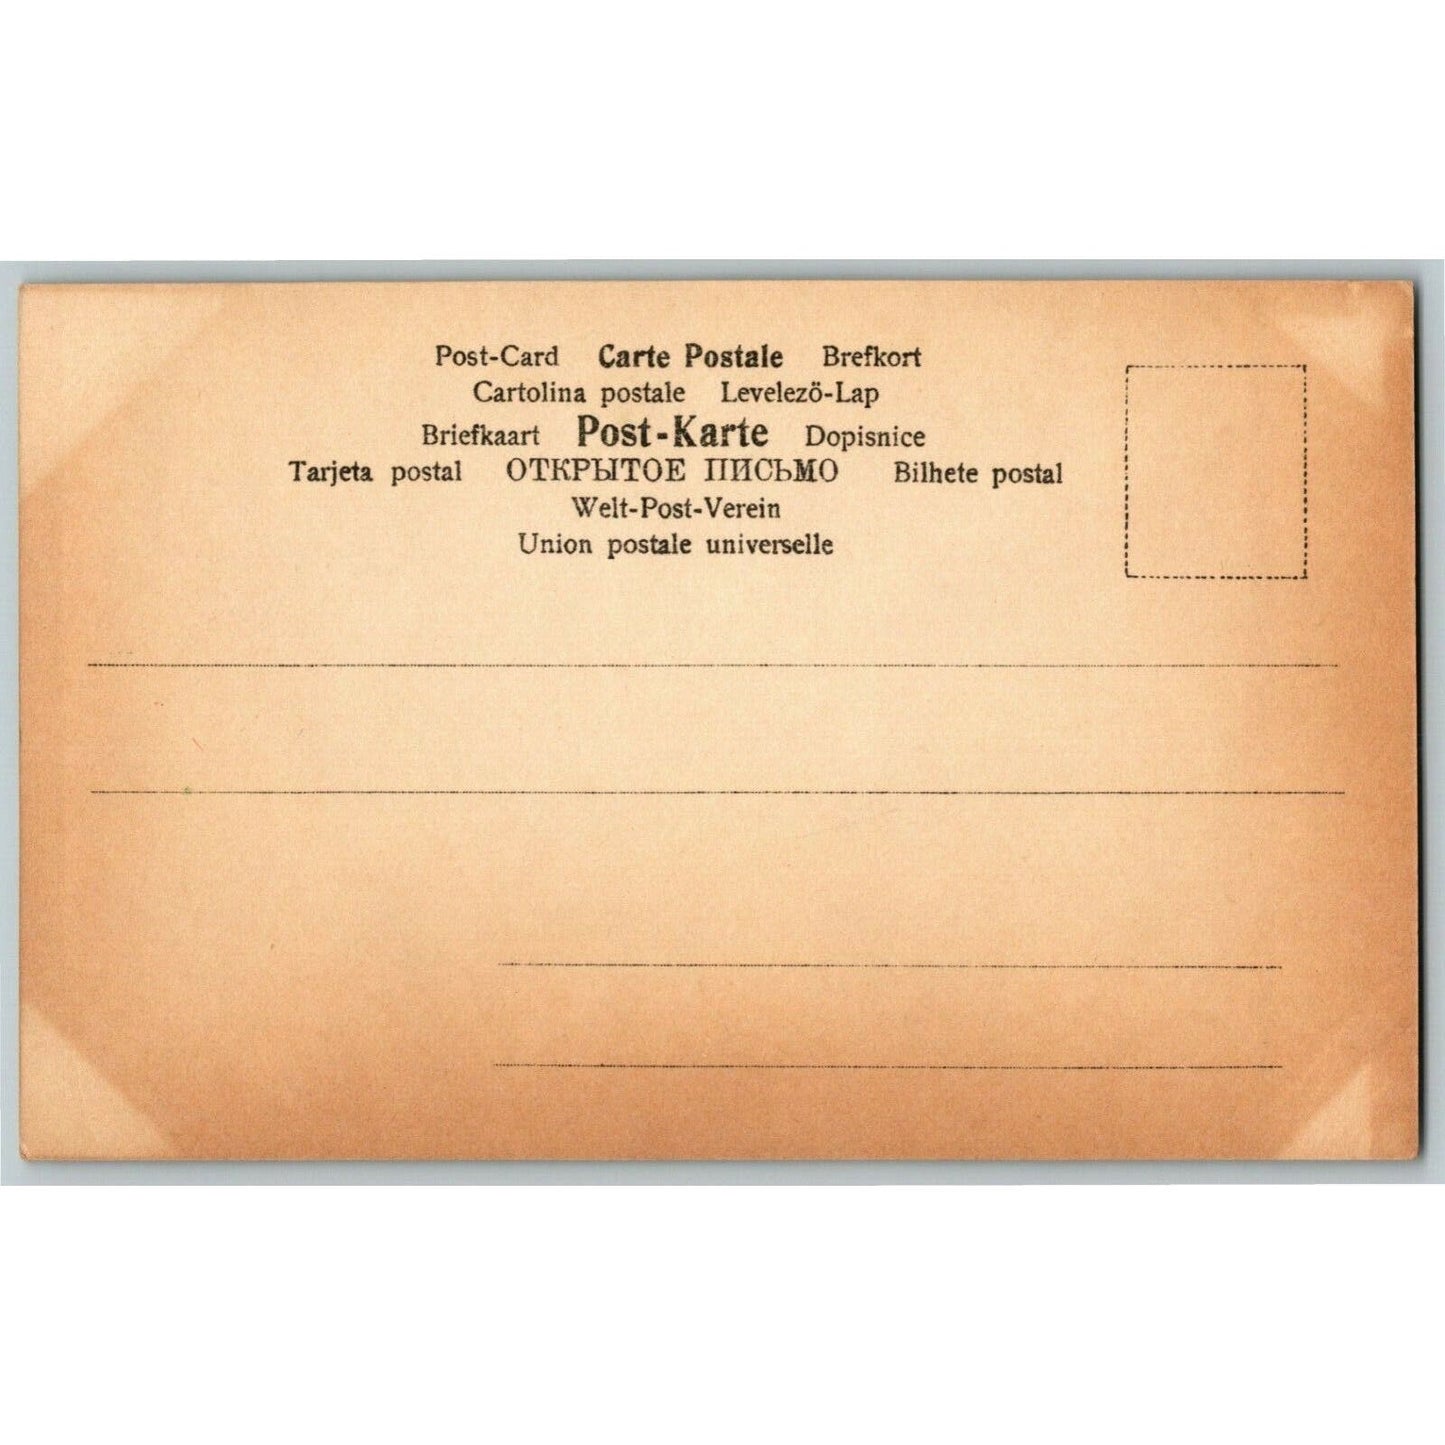 Post-Card Carte Postale Brefkort
Cartolina postale Levelezö-Lap
Briefkaart Post-Karte Dopisnice
Tarjeta postal ОТКРЫТОЕ ПИСЬМО Bilhete postal
Welt-Post-Verein
Union postale universelle